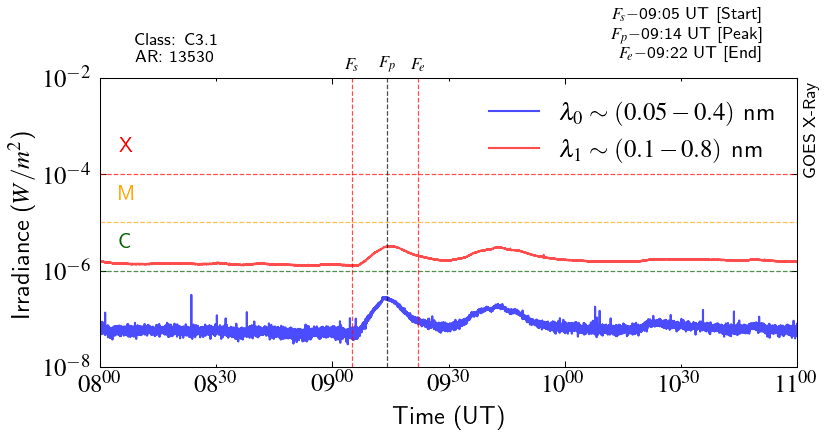 Class: C3.1
AR: 13530
Fₛ−09:05 UT [Start]
Fₚ−09:14 UT [Peak]
Fₑ−09:22 UT [End]
Fₛ Fₚ Fₑ
10⁻²
10⁻⁴
10⁻⁶
10⁻⁸
Irradiance (W/m²)
X
M
C
λ₀ ∼ (0.05 − 0.4) nm
λ₁ ∼ (0.1 − 0.8) nm
GOES X-Ray
08⁰⁰ 08³⁰ 09⁰⁰ 09³⁰ 10⁰⁰ 10³⁰ 11⁰⁰
Time (UT)